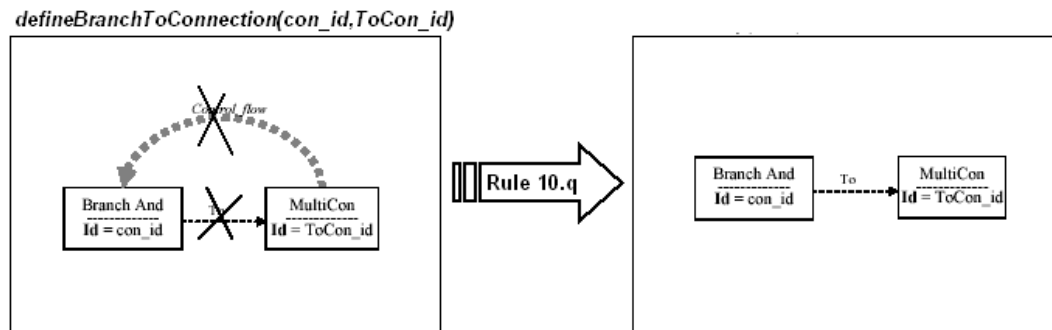 defineBranchToConnection(con_id,ToCon_id)
Control_flow
Branch And
Id = con_id
To
MultiCon
Id = ToCon_id
Rule 10.q
Branch And
Id = con_id
To
MultiCon
Id = ToCon_id